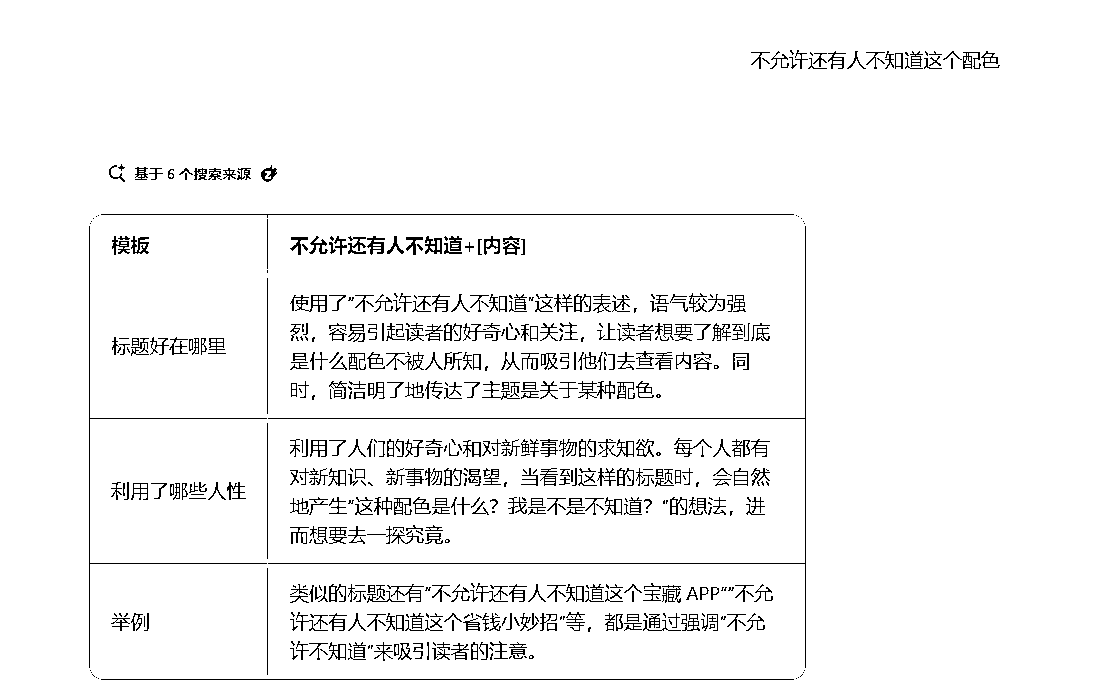 不允许还有人不知道这个配色
基于 6 个搜索来源
模板
不允许还有人不知道+[内容]
标题好在哪里
使用了"不允许还有人不知道"这样的表述，语气较为强
烈，容易引起读者的好奇心和关注，让读者想要了解到底
是什么配色不被人所知，从而吸引他们去查看内容。同
时，简洁明了地传达了主题是关于某种配色。
利用了哪些人性
利用了人们的好奇心和对新鲜事物的求知欲。每个人都有
对新知识、新事物的渴望，当看到这样的标题时，会自然
地产生"这种配色是什么？我是不是不知道？"的想法，进
而想要去一探究竟。
举例
类似的标题还有"不允许还有人不知道这个宝藏 APP""不允
许还有人不知道这个省钱小妙招"等，都是通过强调"不允
许不知道"来吸引读者的注意。